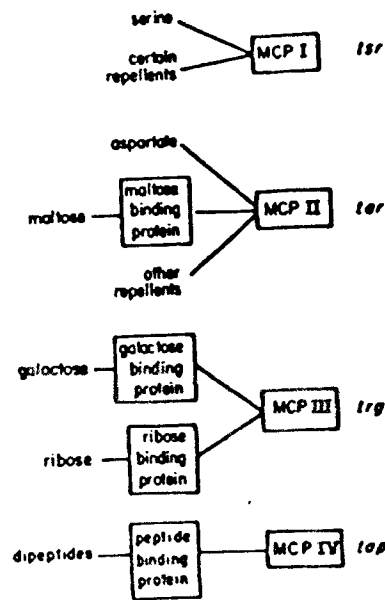 serine
MCP I
tsr
certain
repellents
aspartate
maltose
maltose
binding
protein
MCP II
tar
other
repellents
galactose
galactose
binding
protein
MCP III
trg
ribose
ribose
binding
protein
dipeptides
peptide
binding
protein
MCP IV
tap